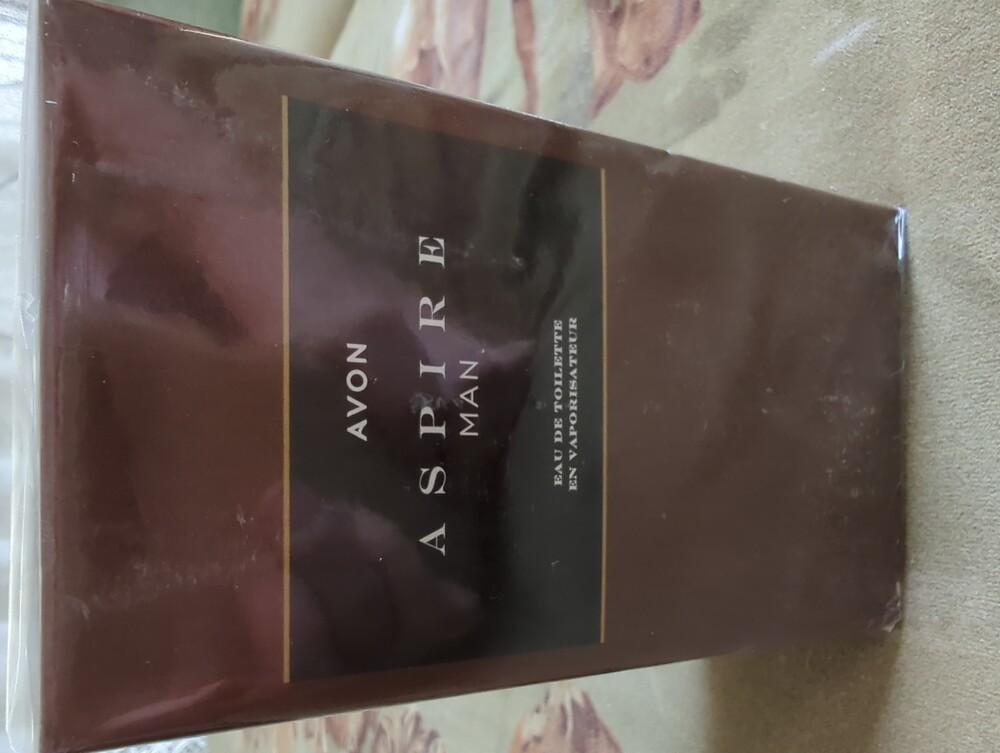 AVON
ASPIRE
MAN
EAU DE TOILETTE
EN VAPORISATEUR